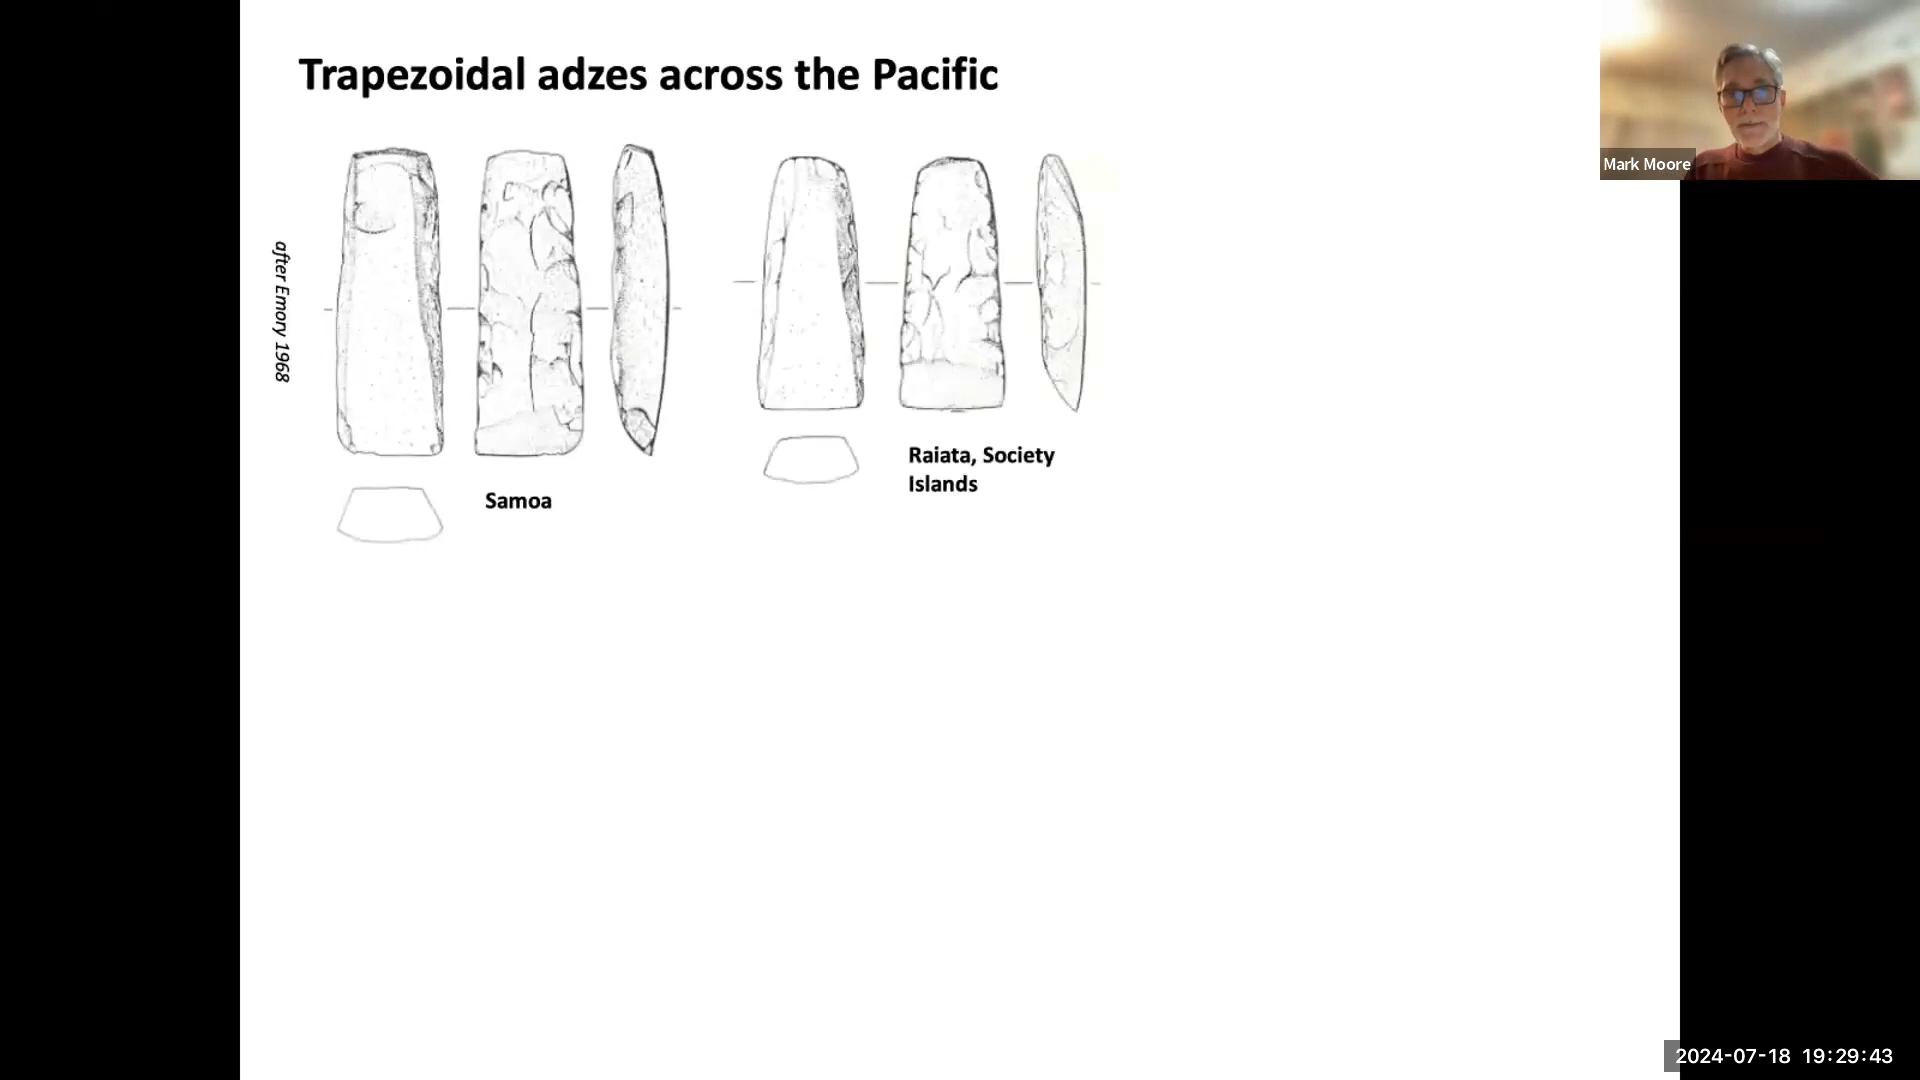 Trapezoidal adzes across the Pacific
Mark Moore
after Emory 1968
Raiata, Society
Islands
Samoa
2024-07-18 19:29:43